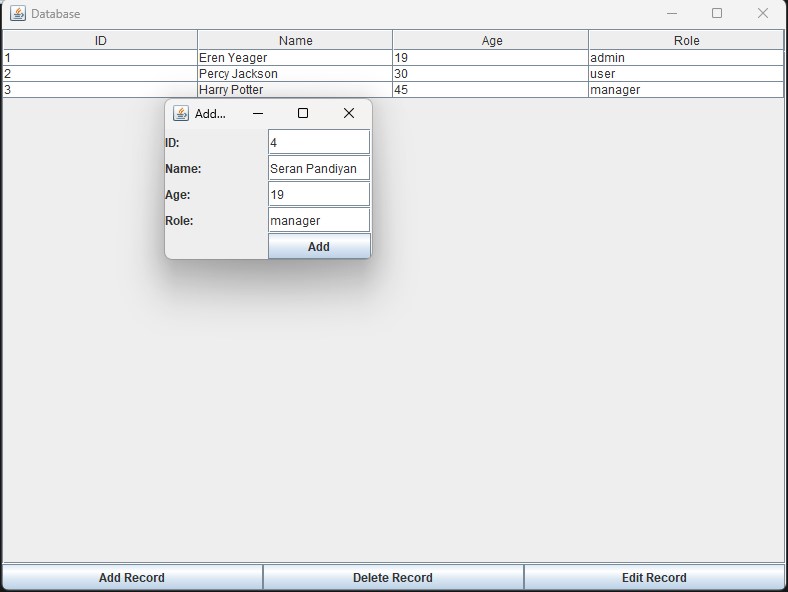 Database
ID Name Age Role
1 Eren Yeager 19 admin
2 Percy Jackson 30 user
3 Harry Potter 45 manager
Add...
ID: 4
Name: Seran Pandiyan
Age: 19
Role: manager
Add
Add Record Delete Record Edit Record